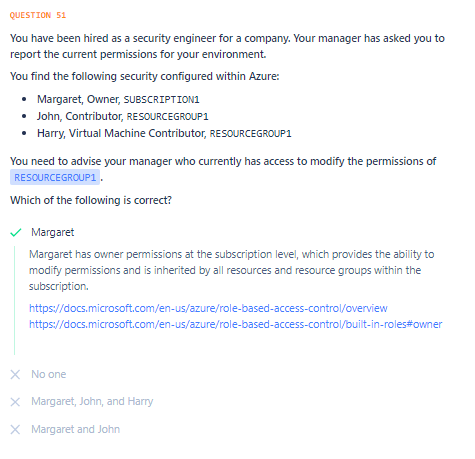 QUESTION 51
You have been hired as a security engineer for a company. Your manager has asked you to
report the current permissions for your environment.
You find the following security configured within Azure:
• Margaret, Owner, SUBSCRIPTION1
• John, Contributor, RESOURCEGROUP1
• Harry, Virtual Machine Contributor, RESOURCEGROUP1
You need to advise your manager who currently has access to modify the permissions of
RESOURCEGROUP1.
Which of the following is correct?
Margaret
Margaret has owner permissions at the subscription level, which provides the ability to
modify permissions and is inherited by all resources and resource groups within the
subscription.
https://docs.microsoft.com/en-us/azure/role-based-access-control/overview
https://docs.microsoft.com/en-us/azure/role-based-access-control/built-in-roles#owner
No one
Margaret, John, and Harry
Margaret and John